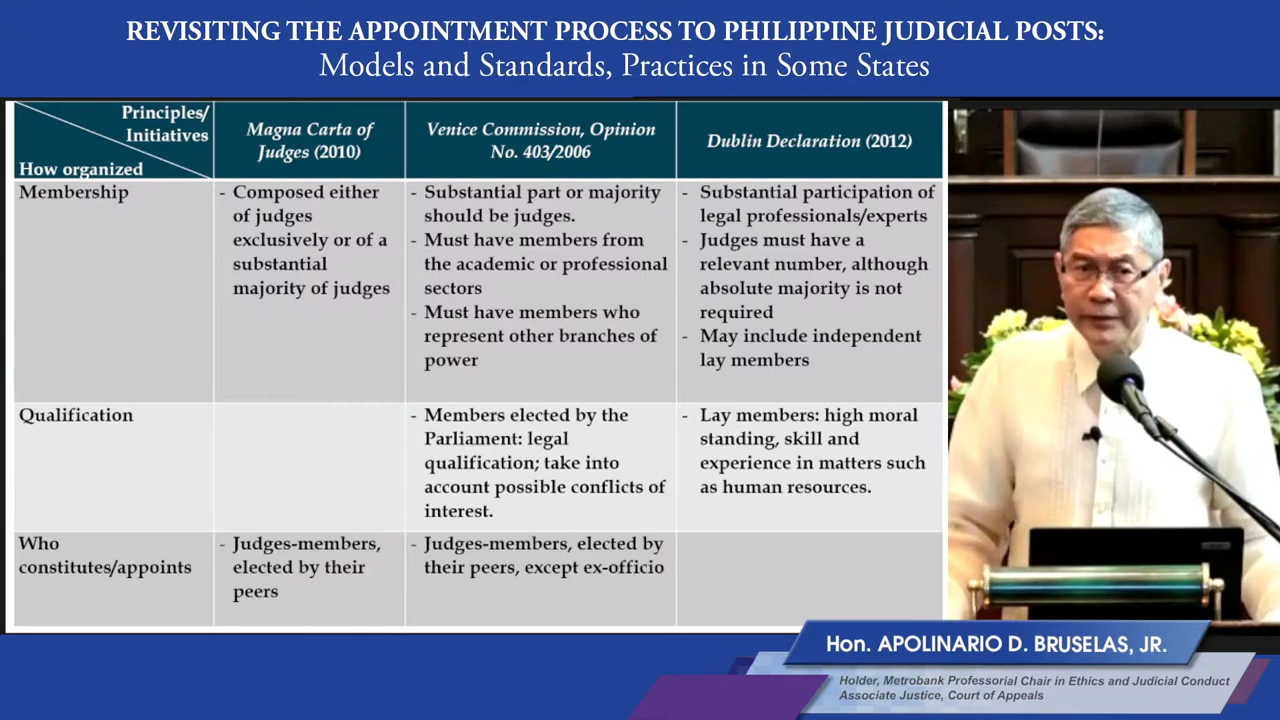 REVISITING THE APPOINTMENT PROCESS TO PHILIPPINE JUDICIAL POSTS:
Models and Standards, Practices in Some States
Principles/
Initiatives
How organized
Magna Carta of
Judges (2010)
Venice Commission, Opinion
No. 403/2006
Dublin Declaration (2012)
Membership
- Composed either
of judges
exclusively or of a
substantial
majority of judges
- Substantial part or majority
should be judges.
- Must have members from
the academic or professional
sectors
- Must have members who
represent other branches of
power
- Substantial participation of
legal professionals/experts
- Judges must have a
relevant number, although
absolute majority is not
required
- May include independent
lay members
Qualification
- Members elected by the
Parliament: legal
qualification; take into
account possible conflicts of
interest.
- Lay members: high moral
standing, skill and
experience in matters such
as human resources.
Who
constitutes/appoints
- Judges-members,
elected by their
peers
- Judges-members, elected by
their peers, except ex-officio
Hon. APOLINARIO D. BRUSELAS, JR.
Holder, Metrobank Professorial Chair in Ethics and Judicial Conduct
Associate Justice, Court of Appeals